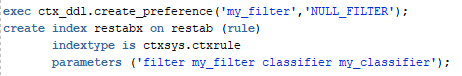 exec ctx_ddl.create_preference('my_filter','NULL_FILTER');
create index restabx on restab (rule)
indextype is ctxsys.ctxrule
parameters ('filter my_filter classifier my_classifier');